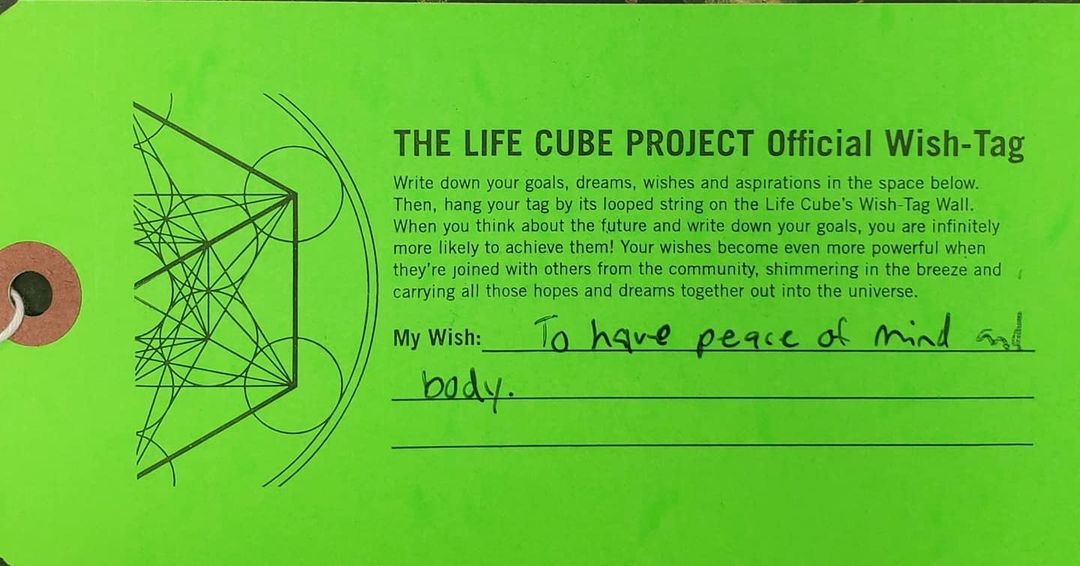 THE LIFE CUBE PROJECT Official Wish-Tag
Write down your goals, dreams, wishes and aspirations in the space below.
Then, hang your tag by its looped string on the Life Cube's Wish-Tag Wall.
When you think about the future and write down your goals, you are infinitely
more likely to achieve them! Your wishes become even more powerful when
they're joined with others from the community, shimmering in the breeze and
carrying all those hopes and dreams together out into the universe.
My Wish: To have peace of mind and
body.